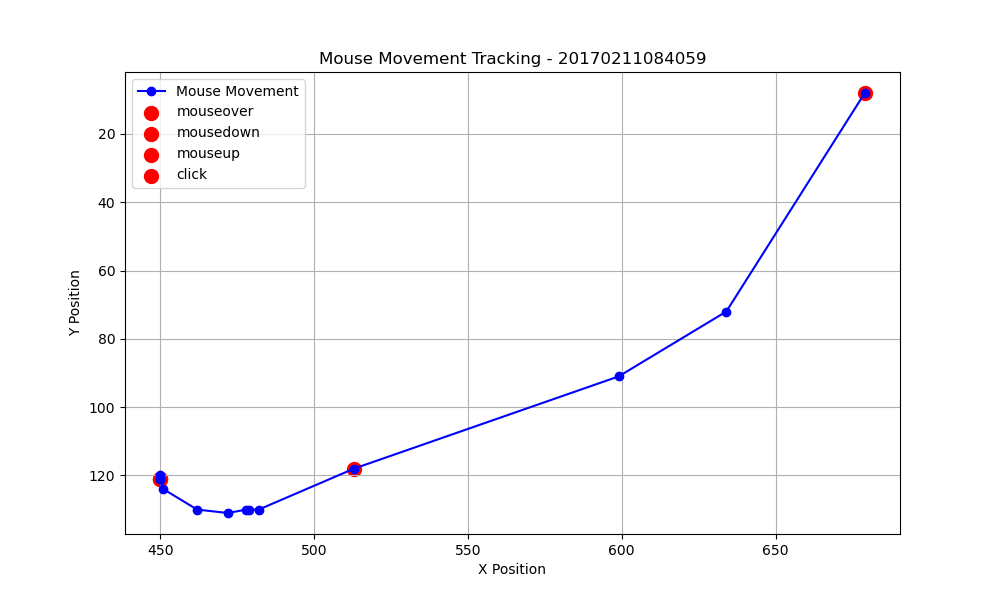 Mouse Movement Tracking - 20170211084059
Mouse Movement
mouseover
mousedown
mouseup
click
20
40
60
80
100
120
Y Position
450
500
550
600
650
X Position